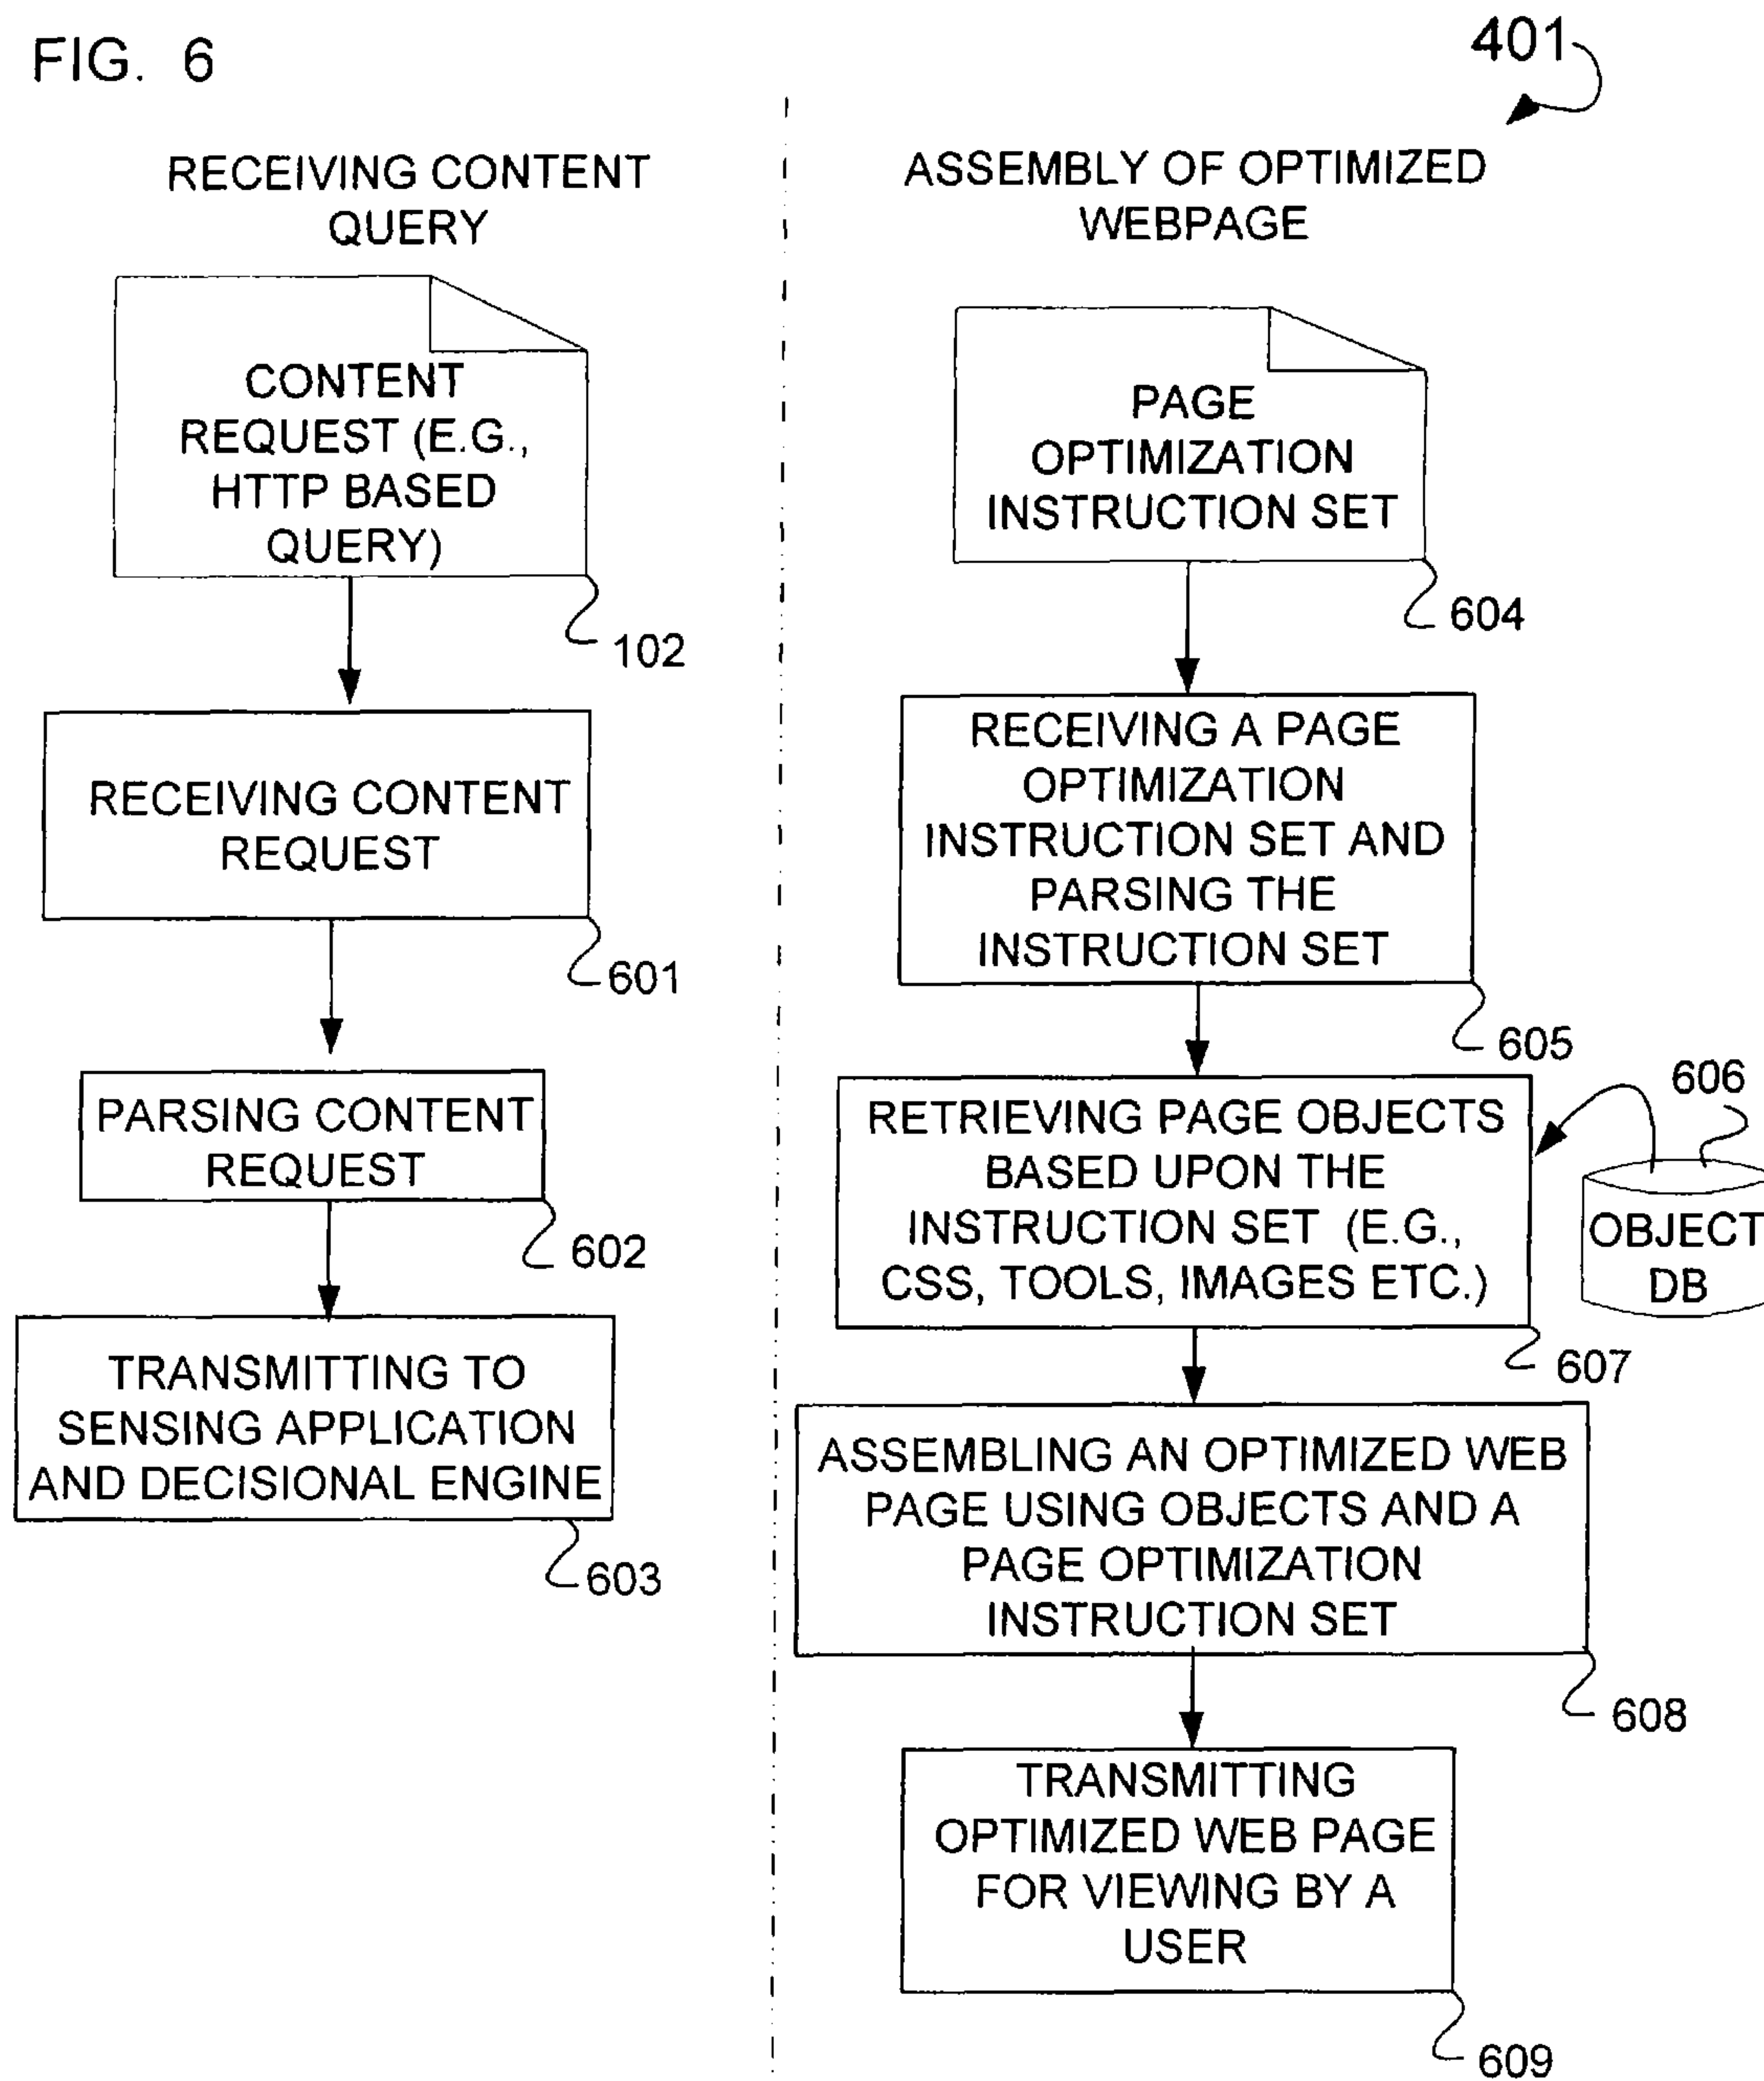 FIG. 6
401
RECEIVING CONTENT
QUERY
CONTENT
REQUEST (E.G.,
HTTP BASED
QUERY)
102
RECEIVING CONTENT
REQUEST
601
PARSING CONTENT
REQUEST
602
TRANSMITTING TO
SENSING APPLICATION
AND DECISIONAL ENGINE
603
ASSEMBLY OF OPTIMIZED
WEBPAGE
PAGE
OPTIMIZATION
INSTRUCTION SET
604
RECEIVING A PAGE
OPTIMIZATION
INSTRUCTION SET AND
PARSING THE
INSTRUCTION SET
605
606
OBJECT
DB
RETRIEVING PAGE OBJECTS
BASED UPON THE
INSTRUCTION SET (E.G.,
CSS, TOOLS, IMAGES ETC.)
607
ASSEMBLING AN OPTIMIZED WEB
PAGE USING OBJECTS AND A
PAGE OPTIMIZATION
INSTRUCTION SET
608
TRANSMITTING
OPTIMIZED WEB PAGE
FOR VIEWING BY A
USER
609